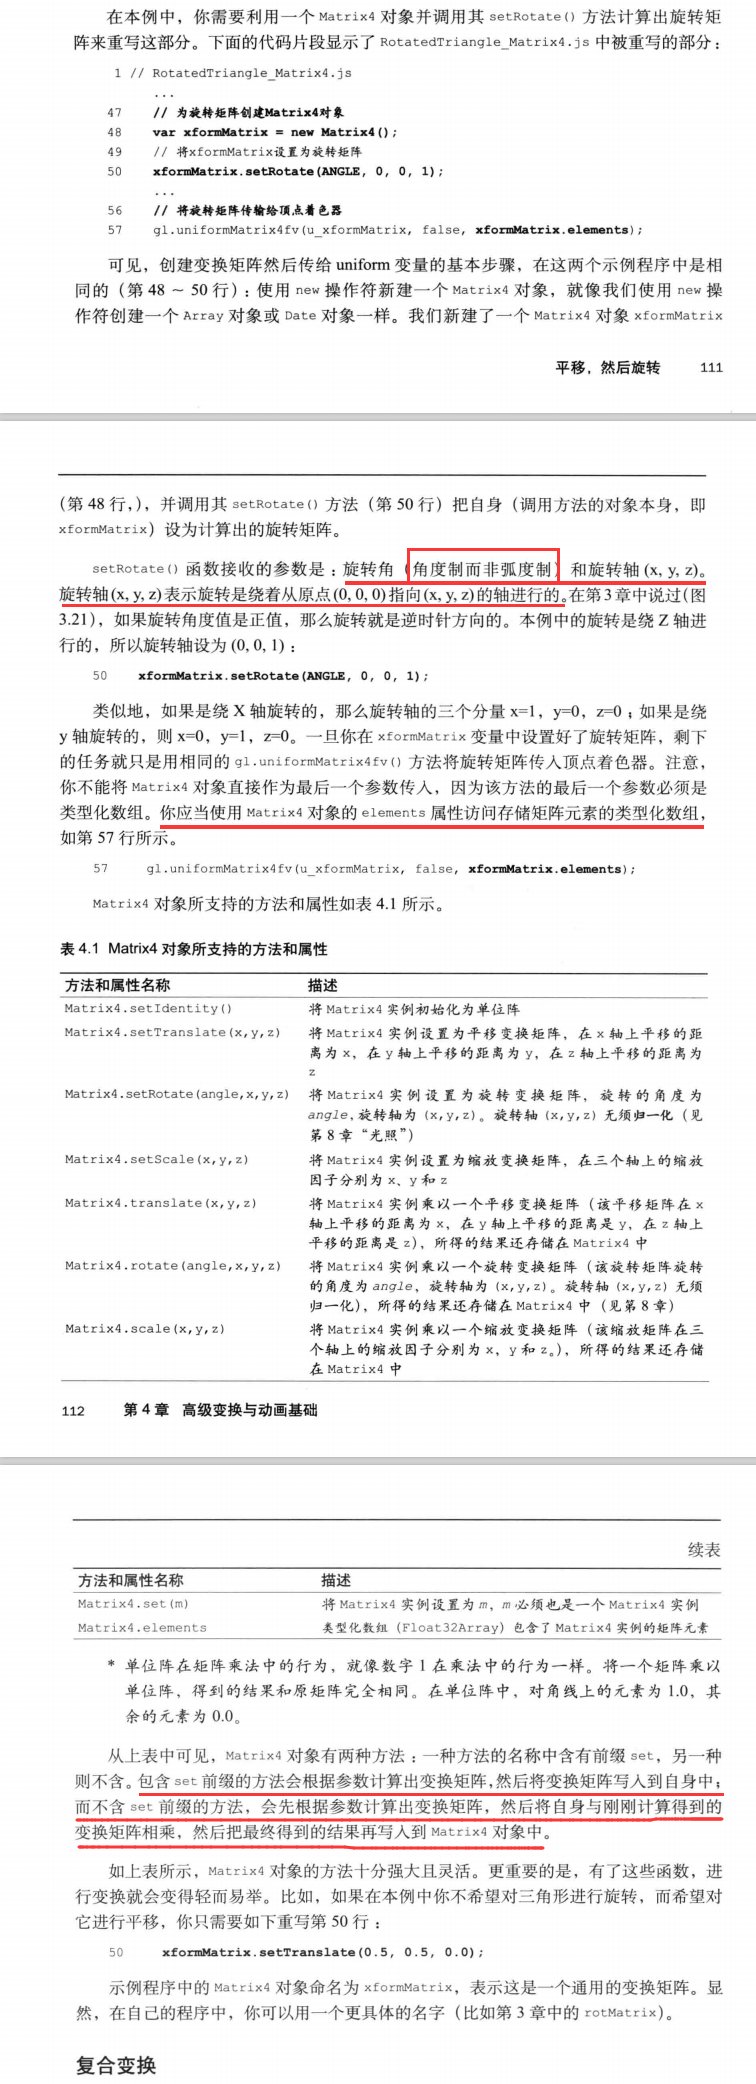 在本例中，你需要利用一个 Matrix4 对象并调用其 setRotate() 方法计算出旋转矩
阵来重写这部分。下面的代码片段显示了 RotatedTriangle_Matrix4.js 中被重写的部分：
1 // RotatedTriangle_Matrix4.js
...
47 // 为旋转矩阵创建Matrix4对象
48 var xformMatrix = new Matrix4();
49 // 将xformMatrix设置为旋转矩阵
50 xformMatrix.setRotate(ANGLE, 0, 0, 1);
...
56 // 将旋转矩阵传输给顶点着色器
57 gl.uniformMatrix4fv(u_xformMatrix, false, xformMatrix.elements);
可见，创建变换矩阵然后传给 uniform 变量的基本步骤，在这两个示例程序中是相
同的（第 48 ～ 50 行）：使用 new 操作符新建一个 Matrix4 对象，就像我们使用 new 操
作符创建一个 Array 对象或 Date 对象一样。我们新建了一个 Matrix4 对象 xformMatrix
平移，然后旋转 111
（第 48 行，），并调用其 setRotate() 方法（第 50 行）把自身（调用方法的对象本身，即
xformMatrix）设为计算出的旋转矩阵。
setRotate() 函数接收的参数是：旋转角（角度制而非弧度制）和旋转轴 (x, y, z)。
旋转轴 (x, y, z) 表示旋转是绕着从原点 (0, 0, 0) 指向 (x, y, z) 的轴进行的。在第 3 章中说过（图
3.21），如果旋转角度值是正值，那么旋转就是逆时针方向的。本例中的旋转是绕 Z 轴进
行的，所以旋转轴设为 (0, 0, 1)：
50 xformMatrix.setRotate(ANGLE, 0, 0, 1);
类似地，如果是绕 X 轴旋转的，那么旋转轴的三个分量 x=1，y=0，z=0；如果是绕
y 轴旋转的，则 x=0，y=1，z=0。一旦你在 xformMatrix 变量中设置好了旋转矩阵，剩下
的任务就只是用相同的 gl.uniformMatrix4fv() 方法将旋转矩阵传入顶点着色器。注意，
你不能将 Matrix4 对象直接作为最后一个参数传入，因为该方法的最后一个参数必须是
类型化数组。你应当使用 Matrix4 对象的 elements 属性访问存储矩阵元素的类型化数组，
如第 57 行所示。
57 gl.uniformMatrix4fv(u_xformMatrix, false, xformMatrix.elements);
Matrix4 对象所支持的方法和属性如表 4.1 所示。
表 4.1 Matrix4 对象所支持的方法和属性
方法和属性名称 描述
Matrix4.setIdentity() 将 Matrix4 实例初始化为单位阵
Matrix4.setTranslate(x,y,z) 将 Matrix4 实例设置为平移变换矩阵，在 x 轴上平移的距
离为 x，在 y 轴上平移的距离为 y，在 z 轴上平移的距离为
z
Matrix4.setRotate(angle,x,y,z) 将 Matrix4 实例设置为旋转变换矩阵，旋转的角度为
angle，旋转轴为 (x,y,z)。旋转轴 (x,y,z) 无须归一化（见
第 8 章“光照”）
Matrix4.setScale(x,y,z) 将 Matrix4 实例设置为缩放变换矩阵，在三个轴上的缩放
因子分别为 x、y 和 z
Matrix4.translate(x,y,z) 将 Matrix4 实例乘以一个平移变换矩阵（该平移矩阵在 x
轴上平移的距离为 x，在 y 轴上平移的距离是 y，在 z 轴上
平移的距离是 z），所得的结果还存储在 Matrix4 中
Matrix4.rotate(angle,x,y,z) 将 Matrix4 实例乘以一个旋转变换矩阵（该旋转矩阵旋转
的角度为 angle，旋转轴为 (x,y,z)。旋转轴 (x,y,z) 无须
归一化），所得的结果还存储在 Matrix4 中（见第 8 章）
Matrix4.scale(x,y,z) 将 Matrix4 实例乘以一个缩放变换矩阵（该缩放矩阵在三
个轴上的缩放因子分别为 x，y 和 z。），所得的结果还存储
在 Matrix4 中
112 第 4 章 高级变换与动画基础
续表
方法和属性名称 描述
Matrix4.set(m) 将 Matrix4 实例设置为 m，m 必须也是一个 Matrix4 实例
Matrix4.elements 类型化数组（Float32Array）包含了 Matrix4 实例的矩阵元素
* 单位阵在矩阵乘法中的行为，就像数字 1 在乘法中的行为一样。将一个矩阵乘以
单位阵，得到的结果和原矩阵完全相同。在单位阵中，对角线上的元素为 1.0，其
余的元素为 0.0。
从上表中可见，Matrix4 对象有两种方法：一种方法的名称中含有前缀 set，另一种
则不含。包含 set 前缀的方法会根据参数计算出变换矩阵，然后将变换矩阵写入到自身中；
而不含 set 前缀的方法，会先根据参数计算出变换矩阵，然后将自身与刚刚计算得到的
变换矩阵相乘，然后把最终得到的结果再写入到 Matrix4 对象中。
如上表所示，Matrix4 对象的方法十分强大且灵活。更重要的是，有了这些函数，进
行变换就会变得轻而易举。比如，如果在本例中你不希望对三角形进行旋转，而希望对
它进行平移，你只需要如下重写第 50 行：
50 xformMatrix.setTranslate(0.5, 0.5, 0.0);
示例程序中的 Matrix4 对象命名为 xformMatrix，表示这是一个通用的变换矩阵。显
然，在自己的程序中，你可以用一个更具体的名字（比如第 3 章中的 rotMatrix）。
复合变换